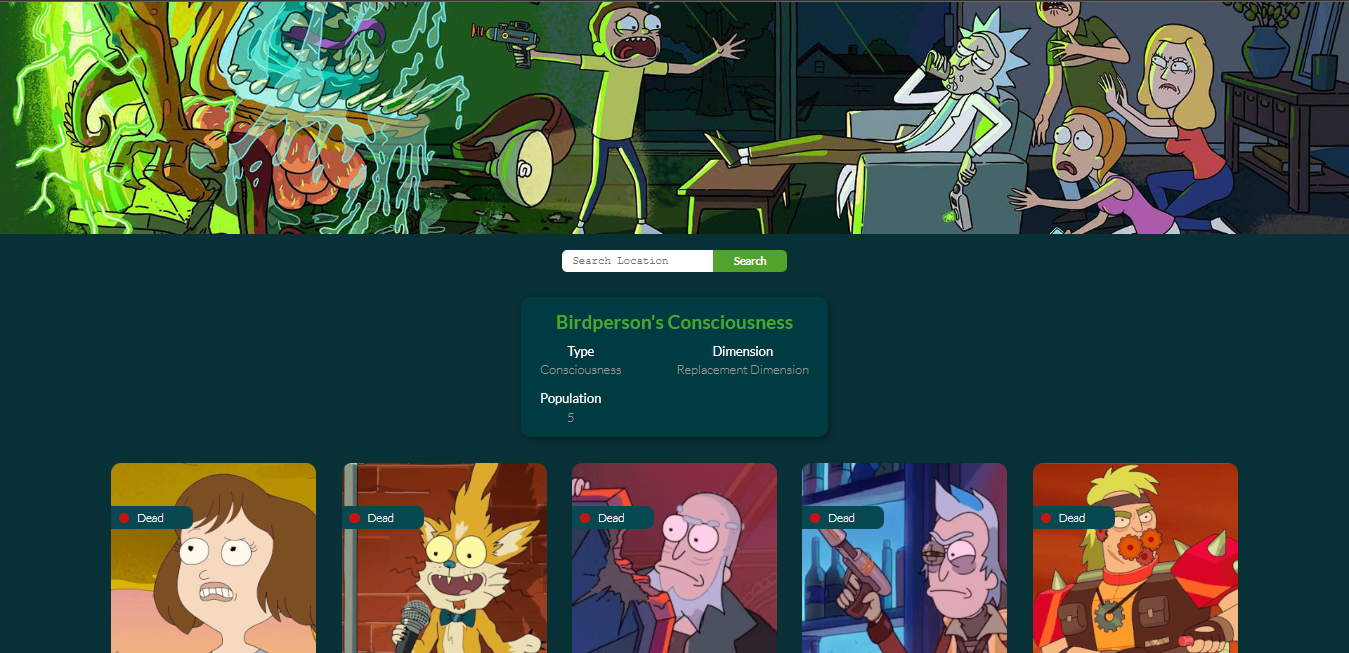 Search Location
Search
Birdperson's Consciousness
Type
Dimension
Consciousness
Replacement Dimension
Population
5
Dead
Dead
Dead
Dead
Dead